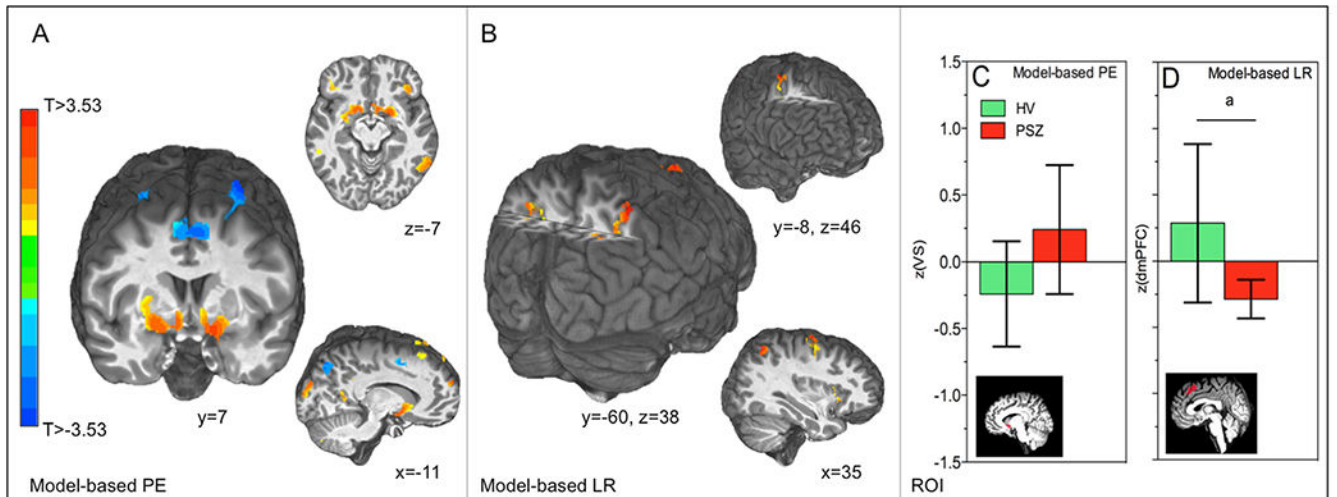 A
T>3.53
T>-3.53
z=-7
y=7
x=-11
Model-based PE
B
y=-8, z=46
y=-60, z=38
x=35
Model-based LR
C Model-based PE
HV
PSZ
z(VS)
1.5
1.0
0.5
0.0
-0.5
-1.0
-1.5
D Model-based LR
a
z(dmPFC)
ROI